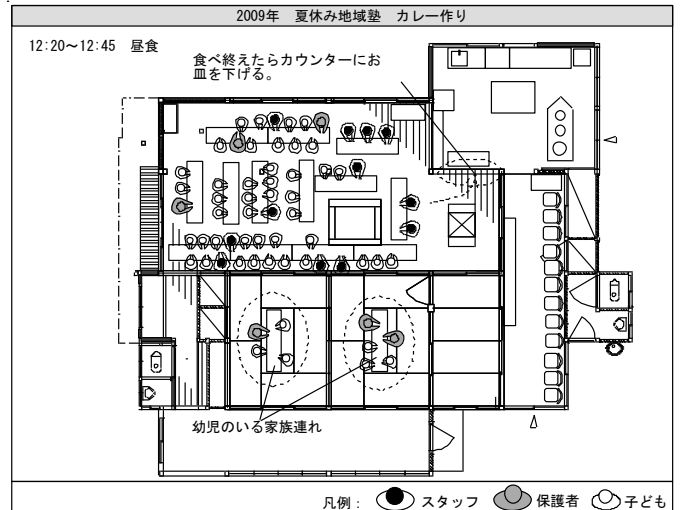 2009年 夏休み地域塾 カレー作り
12:20～12:45 昼食
食べ終えたらカウンターにお
皿を下げる。
幼児のいる家族連れ
凡例： スタッフ 保護者 子ども